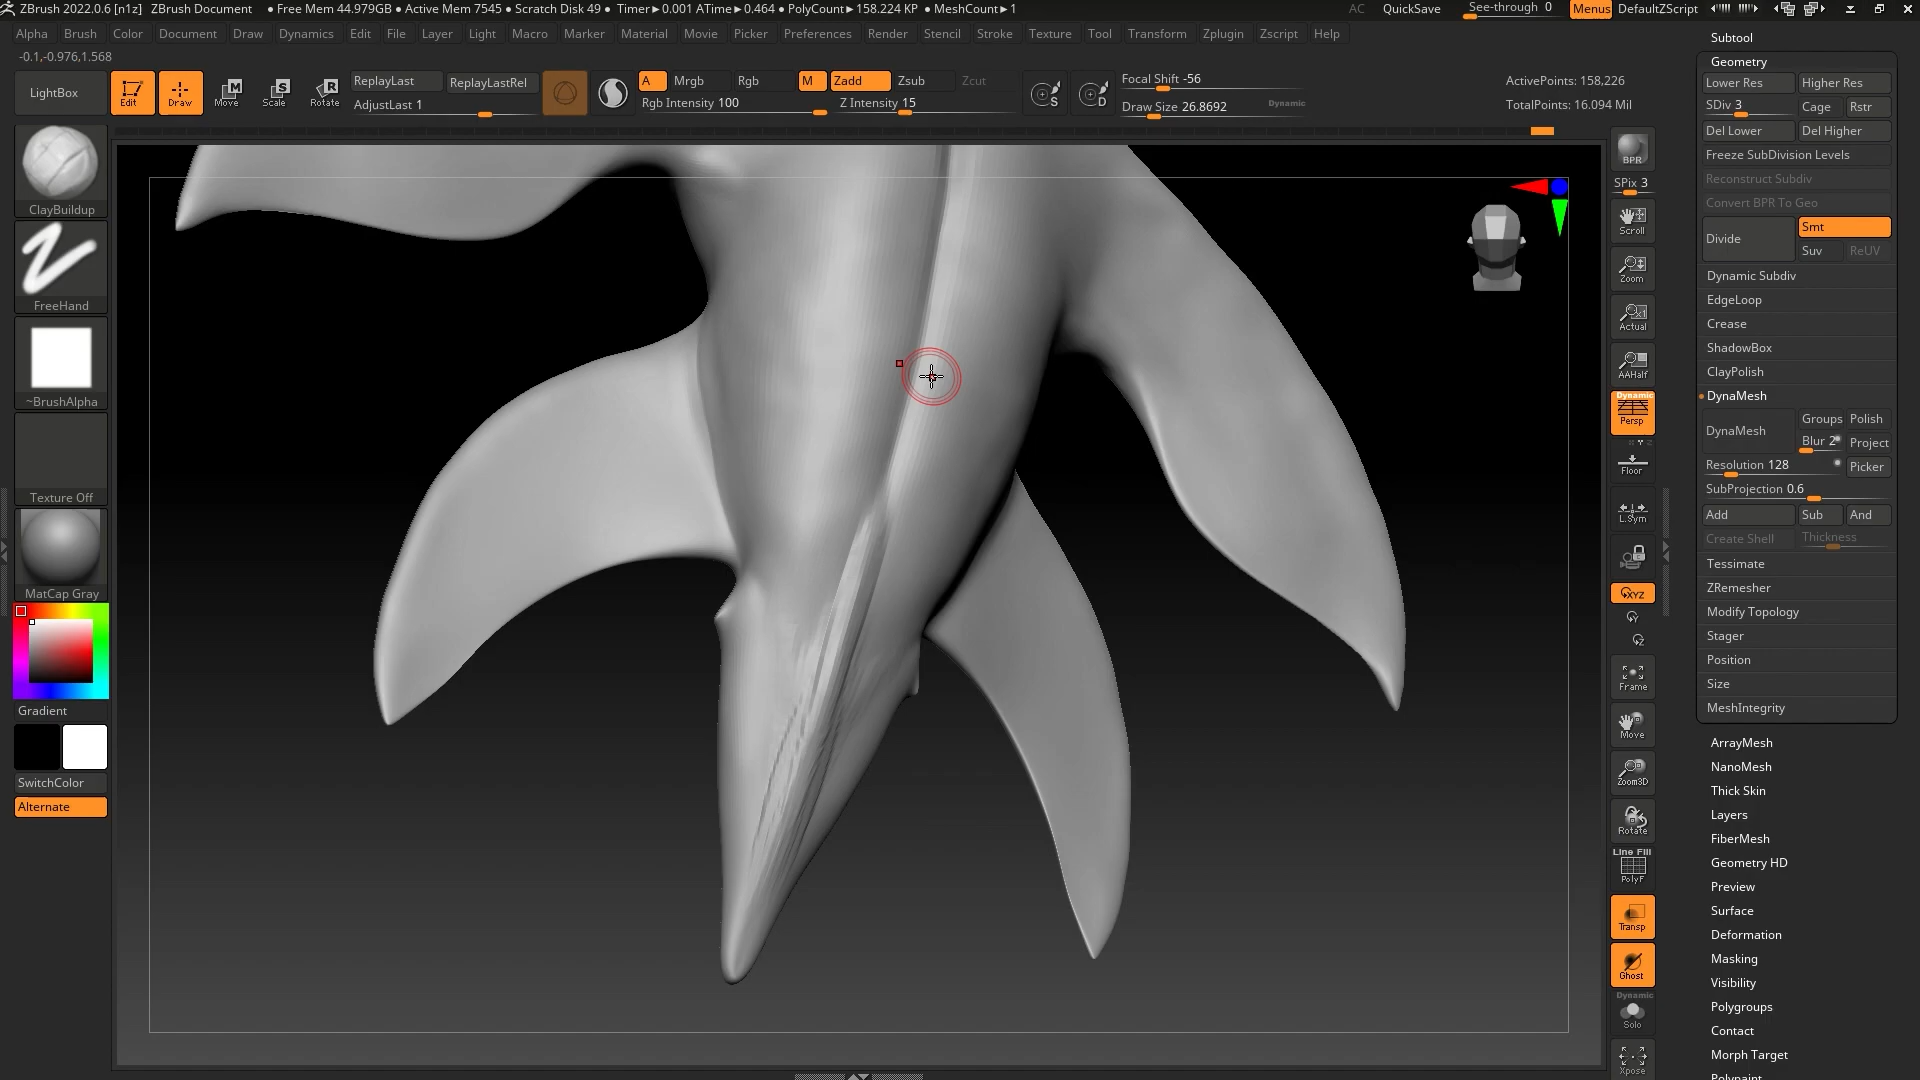 ZBrush 2022.0.6 [n1z]   ZBrush Document   ● Free Mem 44.979GB ● Active Mem 7545 ● Scratch Disk 49 ●  Timer►0.001 ATime►0.464 ● PolyCount►158.224 KP  ● MeshCount►1   AC   QuickSave   See-through 0   Menus   DefaultZScript
Alpha   Brush   Color   Document   Draw   Dynamics   Edit   File   Layer   Light   Macro   Marker   Material   Movie   Picker   Preferences   Render   Stencil   Stroke   Texture   Tool   Transform   Zplugin   Zscript   Help
-0.1,-0.976,1.568
LightBox   Edit   Draw   Move   Scale   Rotate
M   S   R
ReplayLast   ReplayLastRel
AdjustLast 1
A   Mrgb   Rgb   M   Zadd   Zsub   Zcut
Rgb Intensity 100   Z Intensity 15
S   D
Focal Shift -56
Draw Size 26.8692   Dynamic
ActivePoints: 158,226
TotalPoints: 16.094 Mil
ClayBuildup
FreeHand
~BrushAlpha
Texture Off
MatCap Gray
Gradient
SwitchColor
Alternate
BPR
SPix 3
Scroll
Zoom
Actual
AAHalf
Dynamic
Persp
Floor
L.Sym
XYZ
Y
Z
Frame
Move
Zoom3D
Rotate
Line Fill
PolyF
Transp
Ghost
Dynamic
Solo
Xpose
Subtool
Geometry
Lower Res   Higher Res
SDiv 3   Cage   Rstr
Del Lower   Del Higher
Freeze SubDivision Levels
Reconstruct Subdiv
Convert BPR To Geo
Divide   Smt
Suv   ReUV
Dynamic Subdiv
EdgeLoop
Crease
ShadowBox
ClayPolish
DynaMesh
DynaMesh   Groups   Polish
Blur 2   Project
Resolution 128   Picker
SubProjection 0.6
Add   Sub   And
Create Shell   Thickness
Tessimate
ZRemesher
Modify Topology
Stager
Position
Size
MeshIntegrity
ArrayMesh
NanoMesh
Thick Skin
Layers
FiberMesh
Geometry HD
Preview
Surface
Deformation
Masking
Visibility
Polygroups
Contact
Morph Target
Polypaint